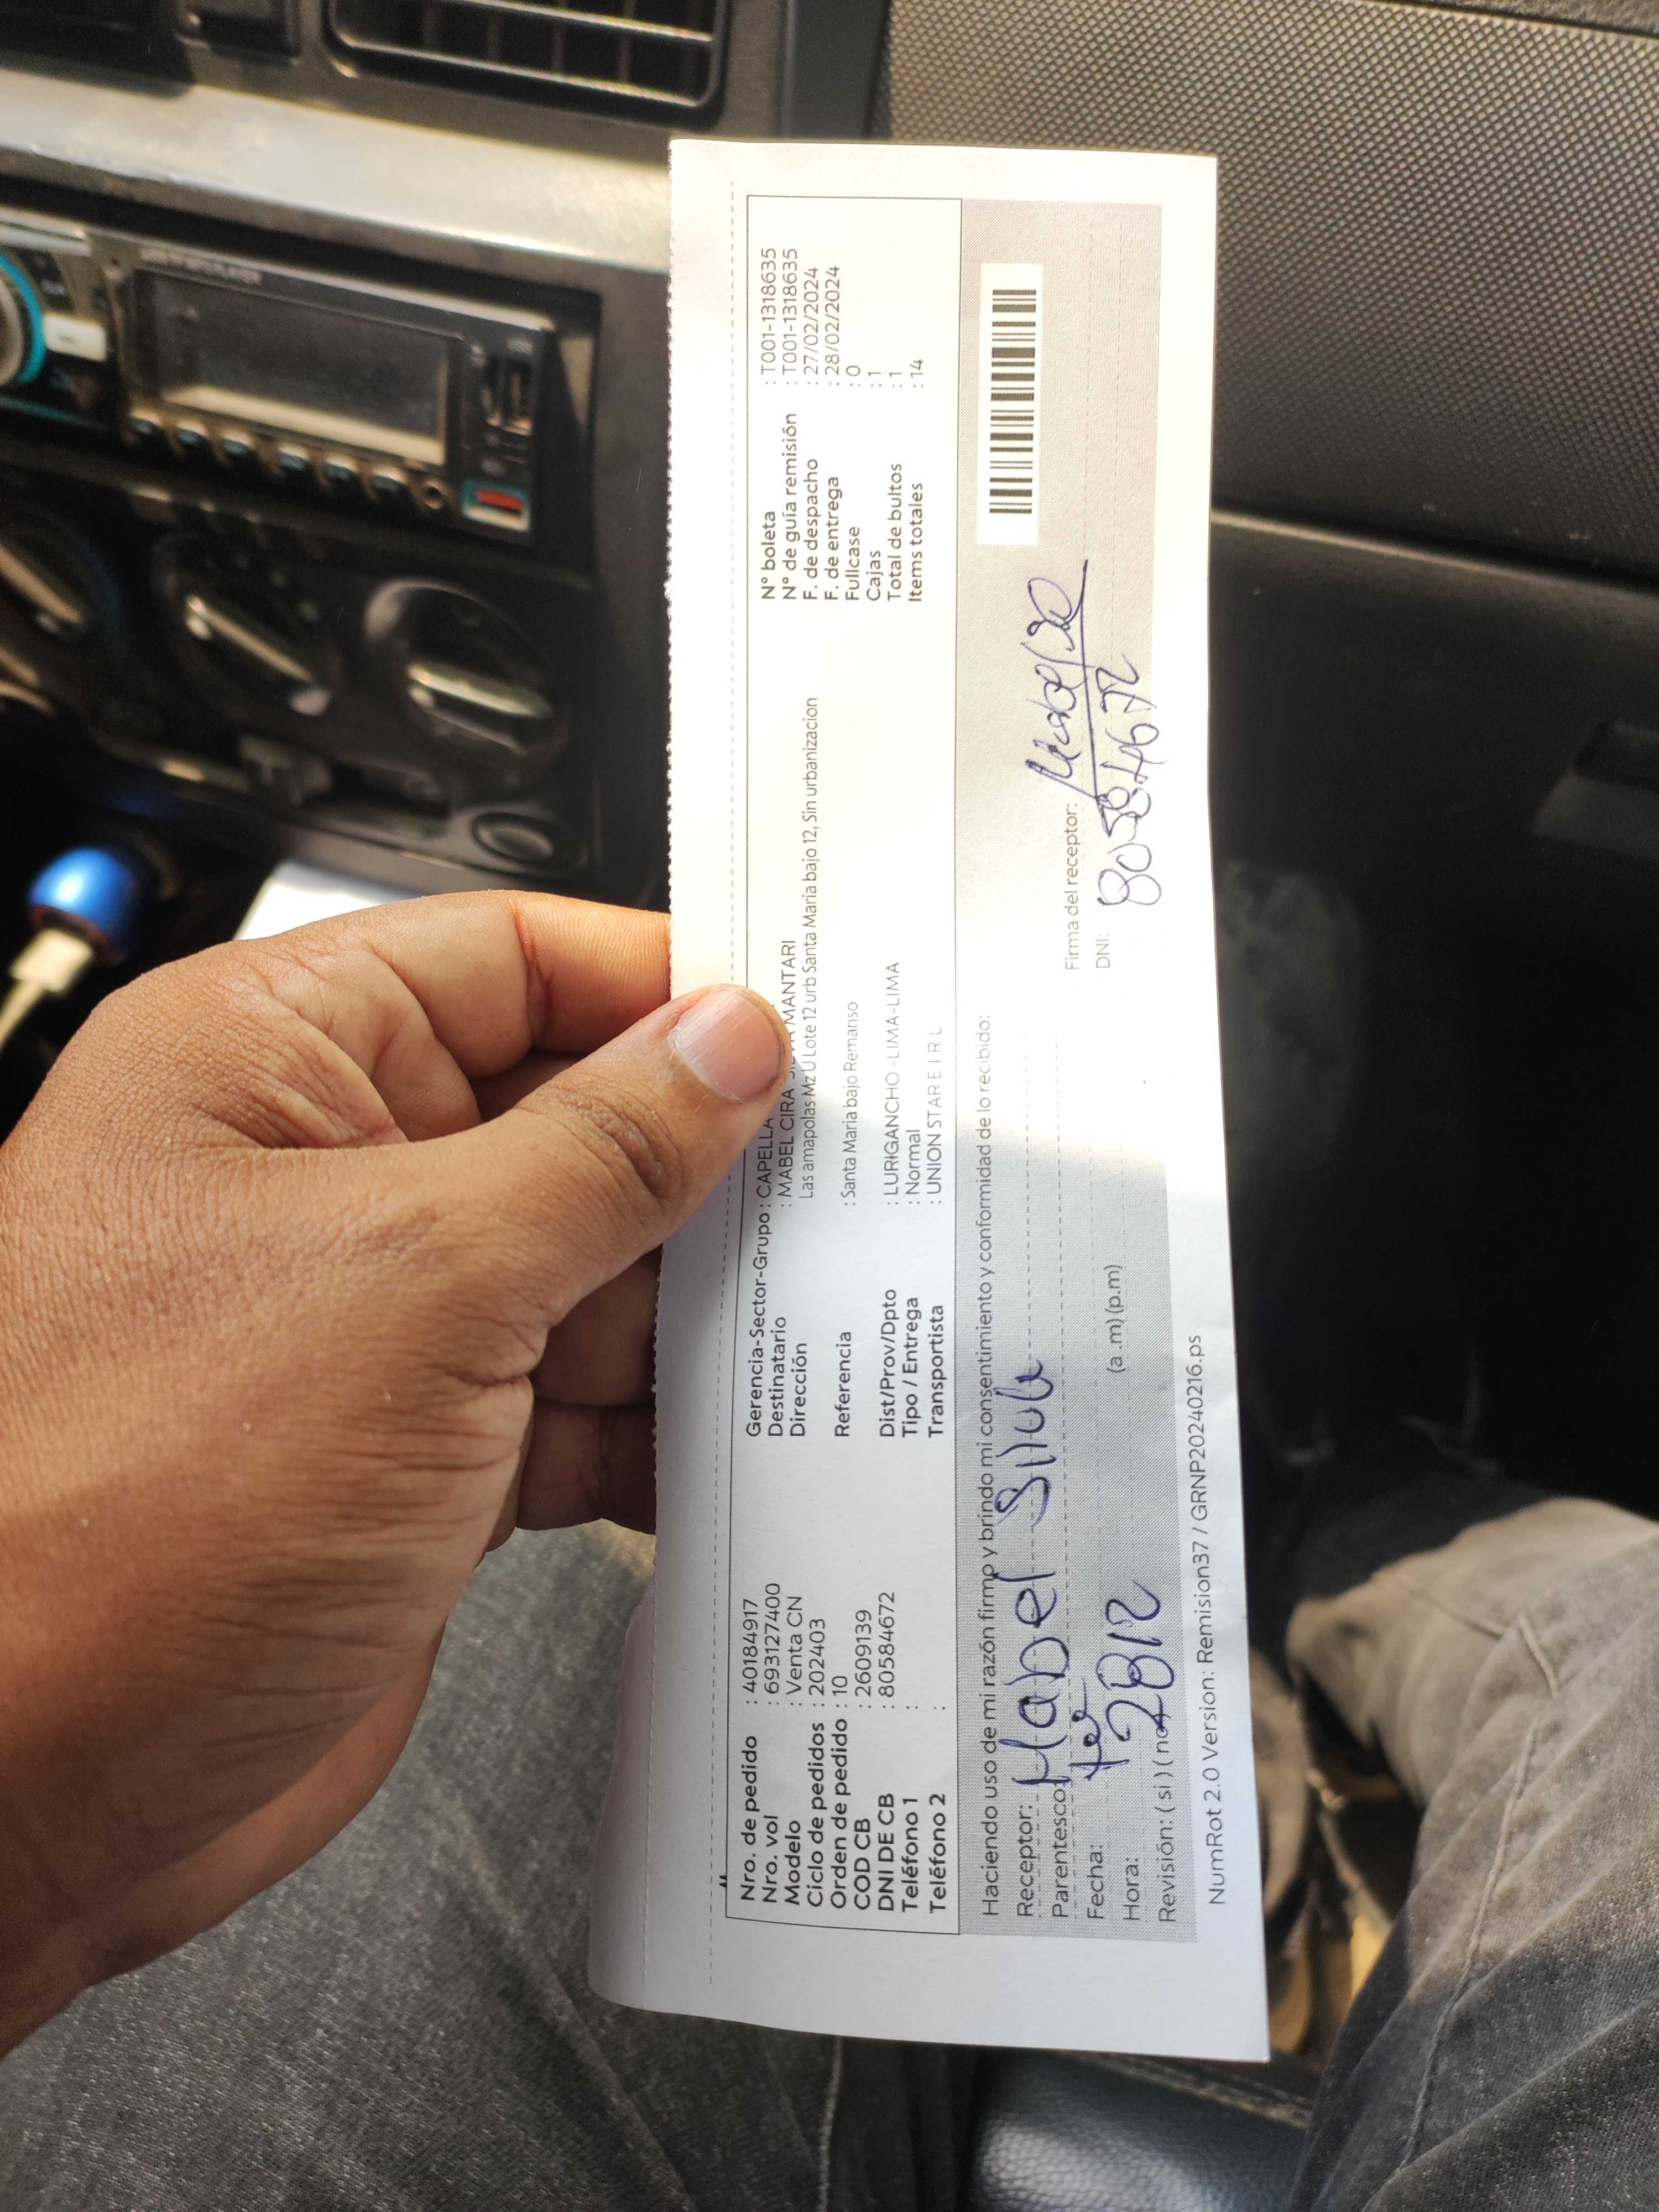 Nro. de pedido : 40184917
Nro. vol : 693127400
Modelo : Venta CN
Ciclo de pedidos : 202403
Orden de pedido : 10
COD CB : 2609139
DNI DE CB : 80584672
Teléfono 1 :
Teléfono 2 :
Gerencia-Sector-Grupo : CAPELLA
Destinatario : MABEL CIRA MANTARI
Dirección Las amapolas Mz U Lote 12 urb Santa Maria bajo 12, Sin urbanizacion
Referencia : Santa Maria bajo Remanso
Dist/Prov/Dpto : LURIGANCHO -LIMA-LIMA
Tipo / Entrega : Normal
Transportista : UNION STAR E I R L
N° boleta : T001-1318635
N° de guía remisión : T001-1318635
F. de despacho : 27/02/2024
F. de entrega : 28/02/2024
Fullcase : 0
Cajas : 1
Total de bultos : 1
Items totales : 14
Haciendo uso de mi razón firmo y brindo mi consentimiento y conformidad de lo recibido:
Receptor: Mabel Silva
Parentesco:
Fecha:
Hora: (a.m) (p.m)
Revisión: ( si ) ( no )
Firma del receptor:
DNI: 80584672
NumRot 2.0 Version: Remision37 / GRNP20240216.ps